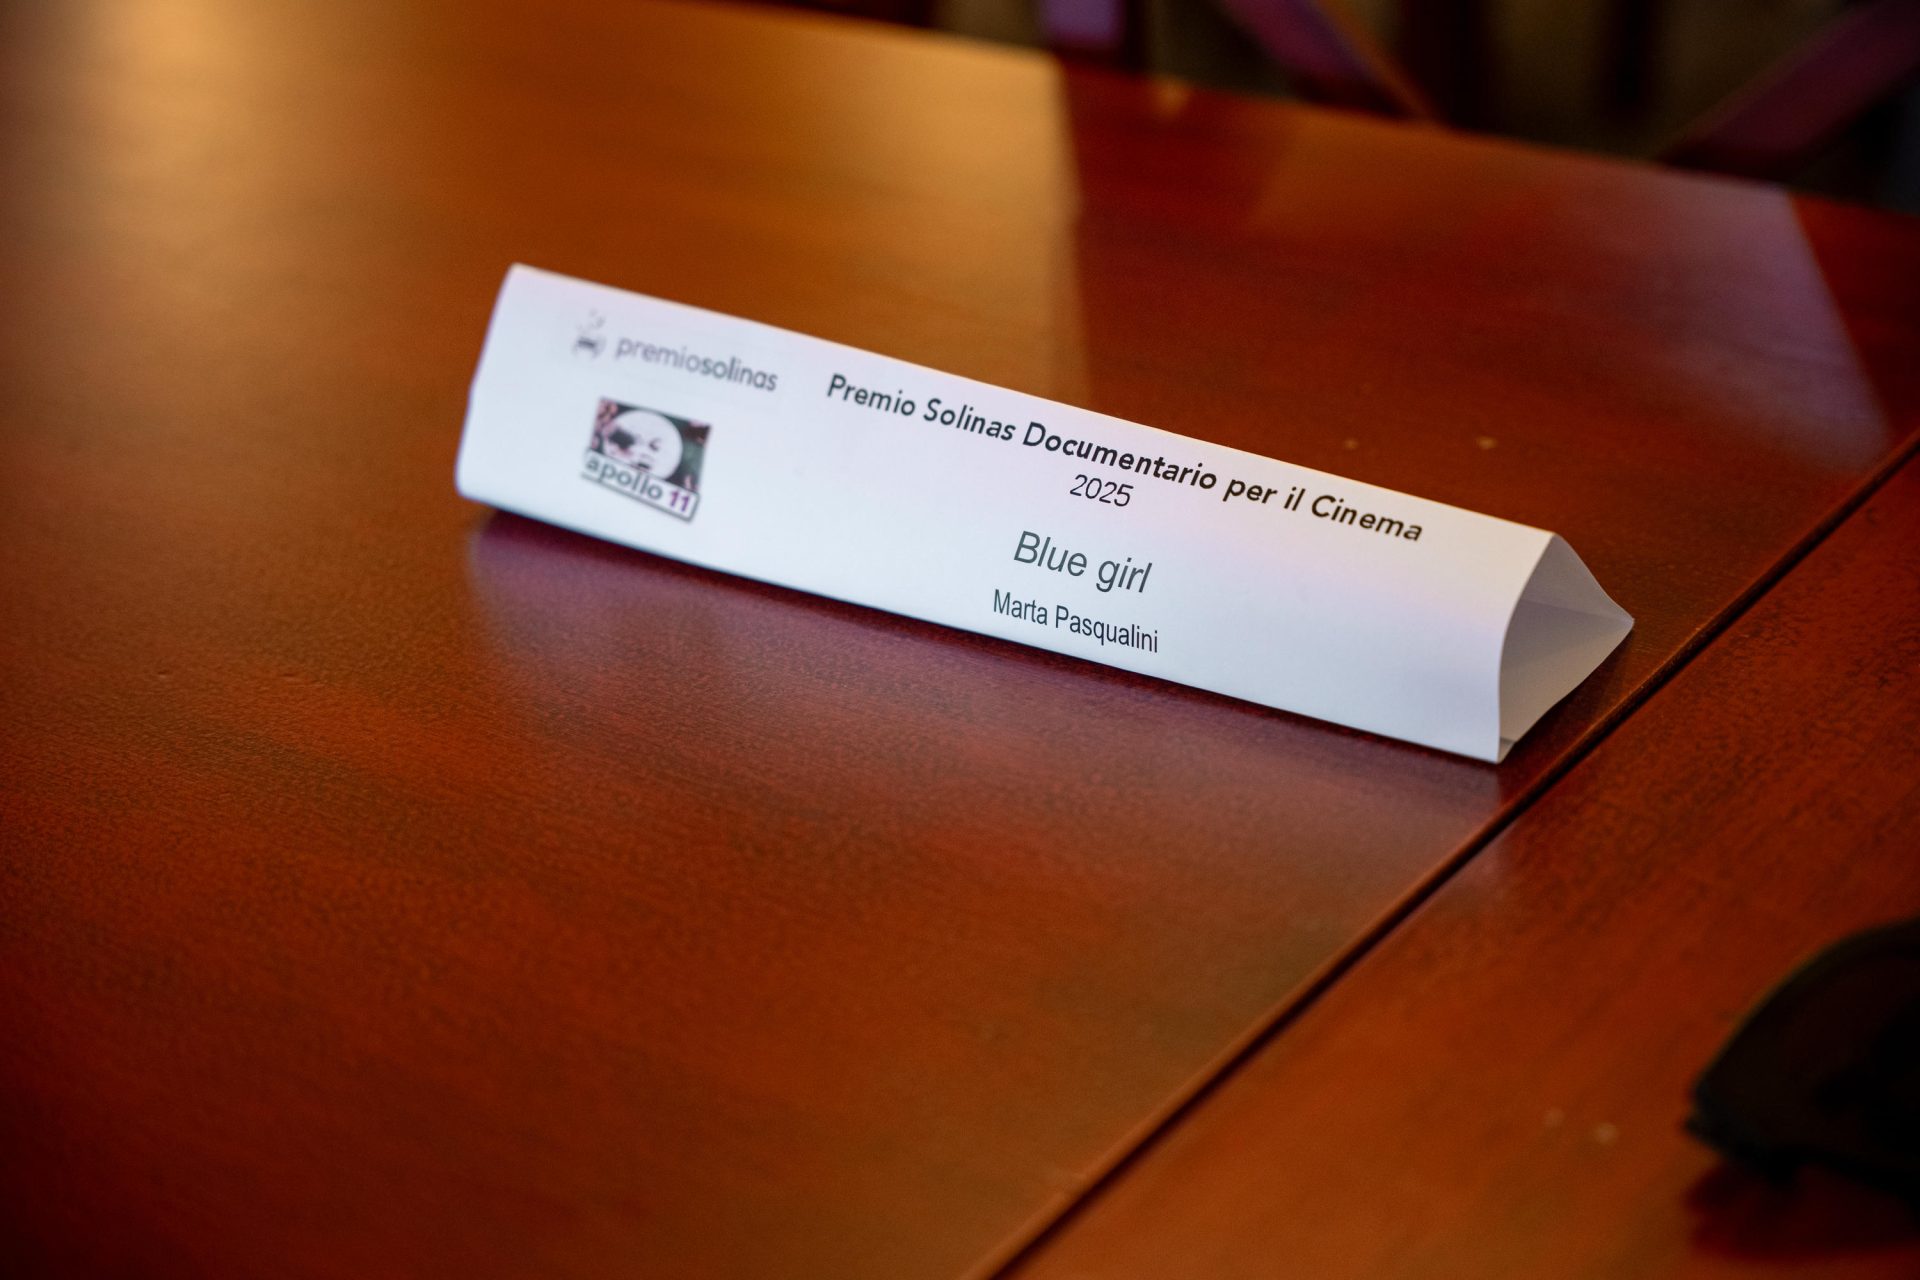 premiosolinas
apollo 11
Premio Solinas Documentario per il Cinema
2025
Blue girl
Marta Pasqualini